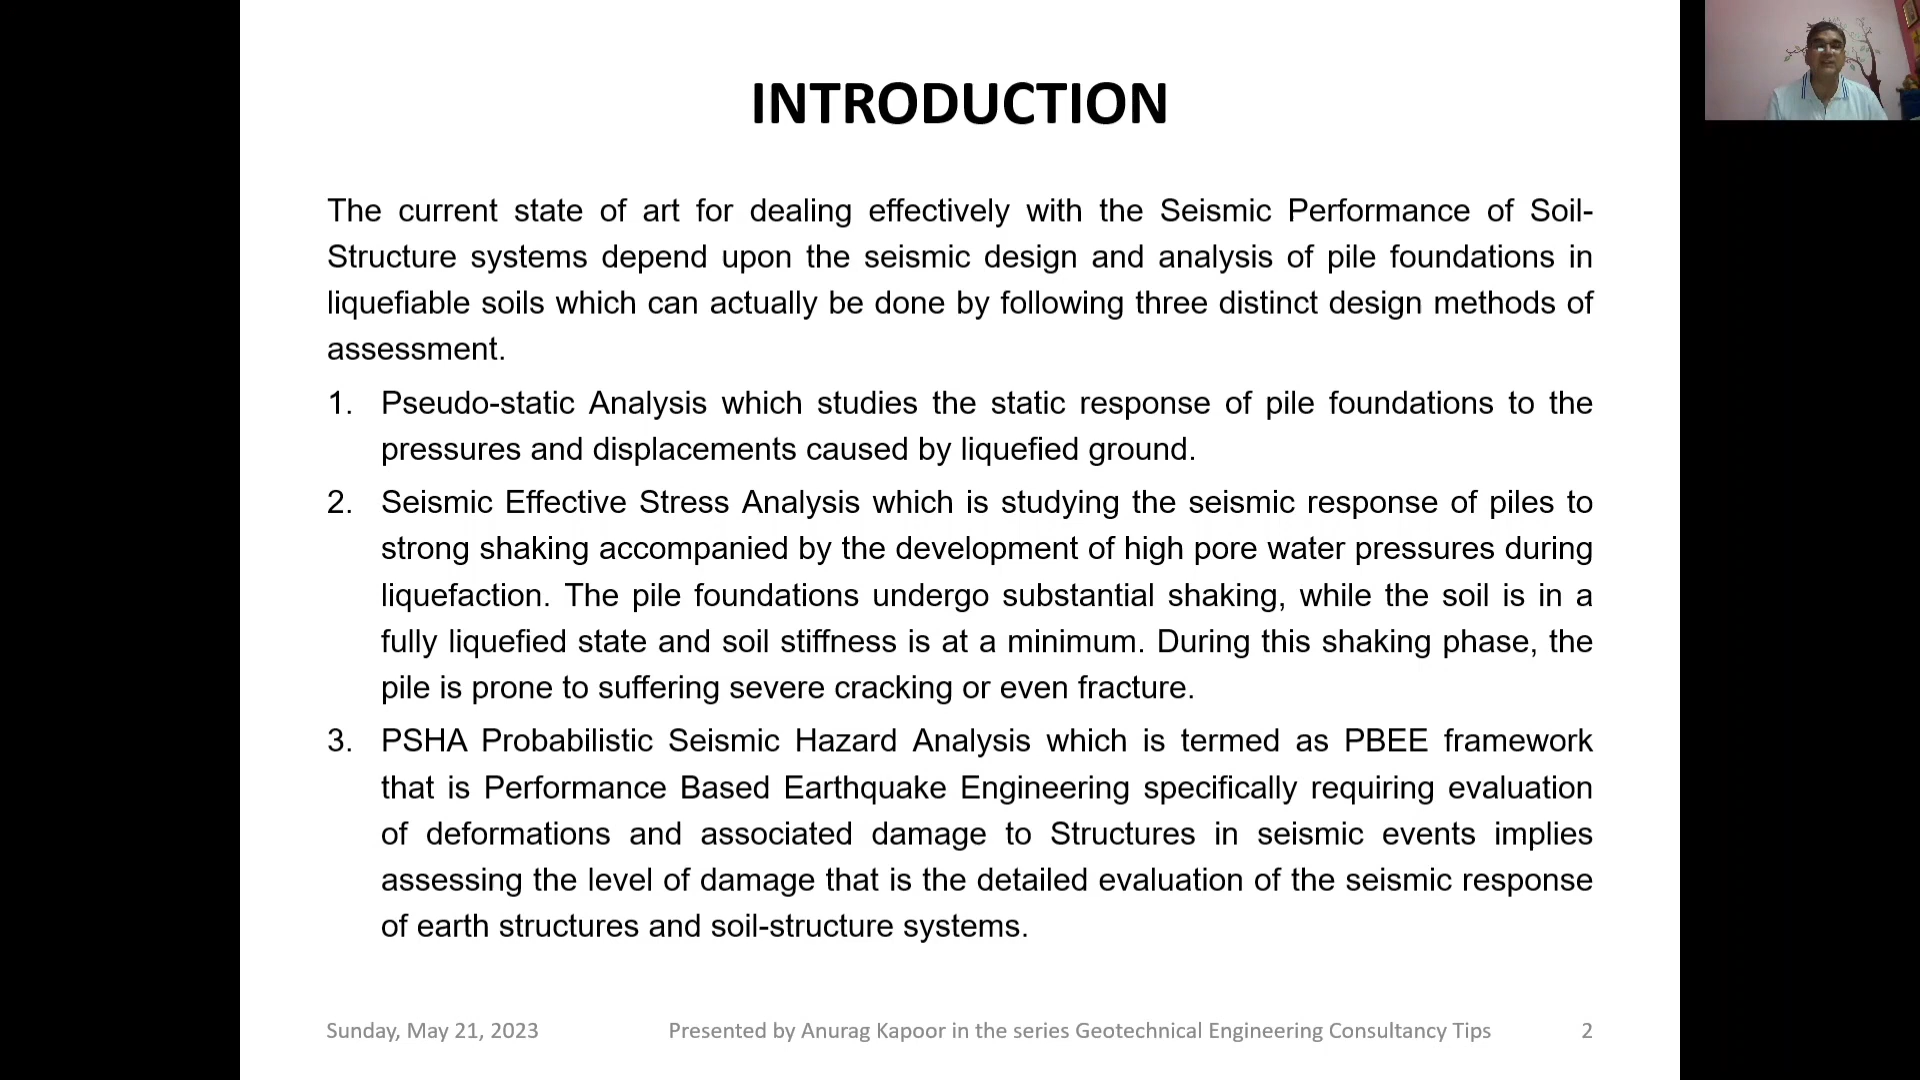 INTRODUCTION
The current state of art for dealing effectively with the Seismic Performance of Soil-
Structure systems depend upon the seismic design and analysis of pile foundations in
liquefiable soils which can actually be done by following three distinct design methods of
assessment.
1. Pseudo-static Analysis which studies the static response of pile foundations to the
pressures and displacements caused by liquefied ground.
2. Seismic Effective Stress Analysis which is studying the seismic response of piles to
strong shaking accompanied by the development of high pore water pressures during
liquefaction. The pile foundations undergo substantial shaking, while the soil is in a
fully liquefied state and soil stiffness is at a minimum. During this shaking phase, the
pile is prone to suffering severe cracking or even fracture.
3. PSHA Probabilistic Seismic Hazard Analysis which is termed as PBEE framework
that is Performance Based Earthquake Engineering specifically requiring evaluation
of deformations and associated damage to Structures in seismic events implies
assessing the level of damage that is the detailed evaluation of the seismic response
of earth structures and soil-structure systems.
Sunday, May 21, 2023 Presented by Anurag Kapoor in the series Geotechnical Engineering Consultancy Tips 2